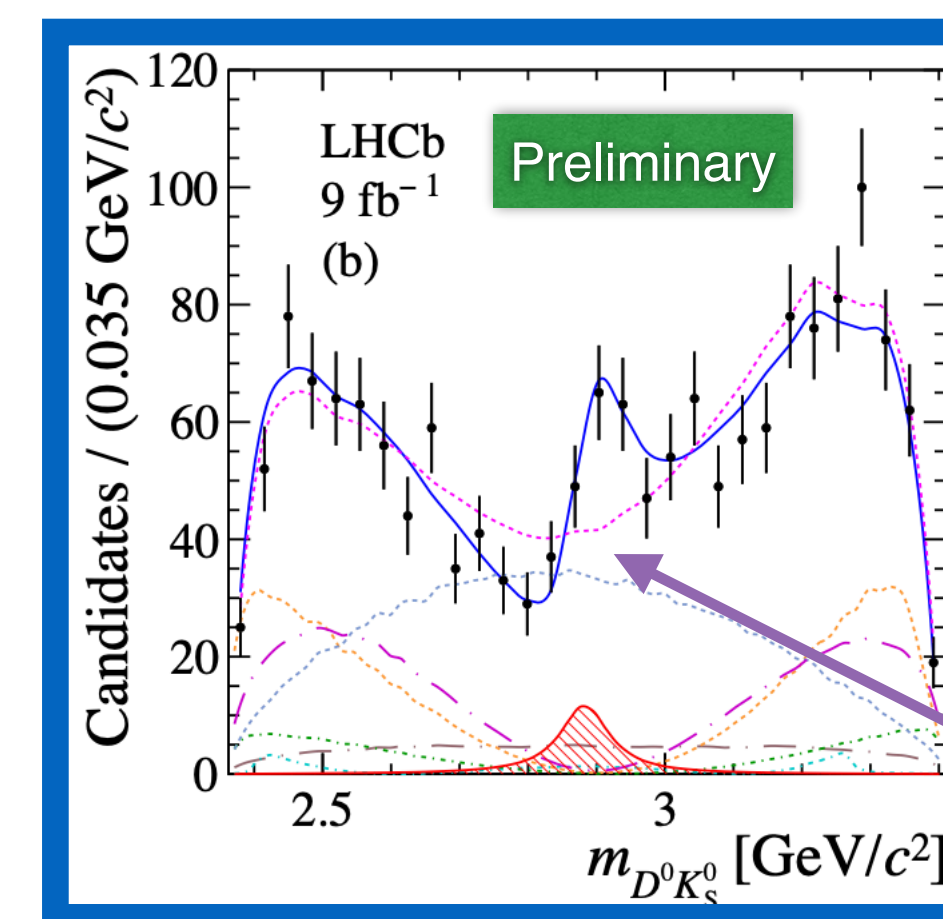 120
100
80
60
40
20
0
Candidates / (0.035 GeV/c²)
LHCb
9 fb⁻¹
(b)
Preliminary
2.5 3
m_{D⁰K_S⁰} [GeV/c²]